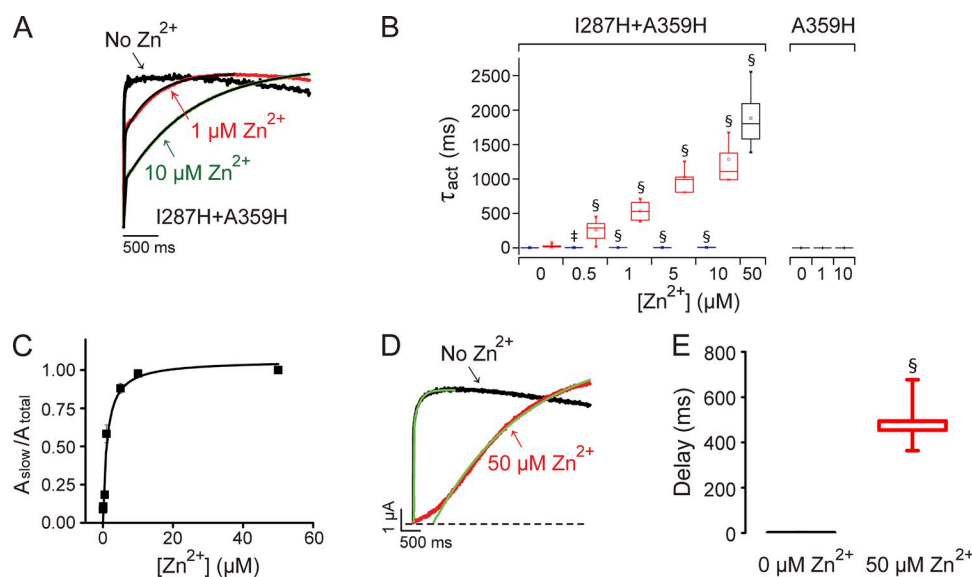 A
No Zn2+
1 µM Zn2+
10 µM Zn2+
I287H+A359H
500 ms
B
I287H+A359H
A359H
τact (ms)
2500
2000
1500
1000
500
0
‡ § § § § § § § §
0 0.5 1 5 10 50
0 1 10
[Zn2+] (µM)
C
Aslow/Atotal
1.00
0.75
0.50
0.25
0.00
0 20 40 60
[Zn2+] (µM)
D
No Zn2+
50 µM Zn2+
1 µA
500 ms
E
Delay (ms)
800
600
400
200
0
§
0 µM Zn2+
50 µM Zn2+